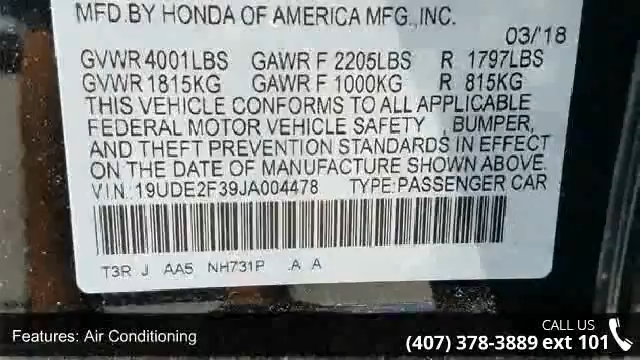 MFD.BY HONDA OF AMERICA MFG.,INC.
03/'18
GVWR 4001LBS GAWR F 2205LBS R 1797LBS
GVWR 1815KG GAWR F 1000KG R 815KG
THIS VEHICLE CONFORMS TO ALL APPLICABLE
FEDERAL MOTOR VEHICLE SAFETY , BUMPER,
AND THEFT PREVENTION STANDARDS IN EFFECT
ON THE DATE OF MANUFACTURE SHOWN ABOVE.
V I N : 19UDE2F39JA004478 TYPE:PASSENGER CAR
T3R J AA5 NH731P .A A
Features: Air Conditioning
CALL US
(407) 378-3889 ext 101